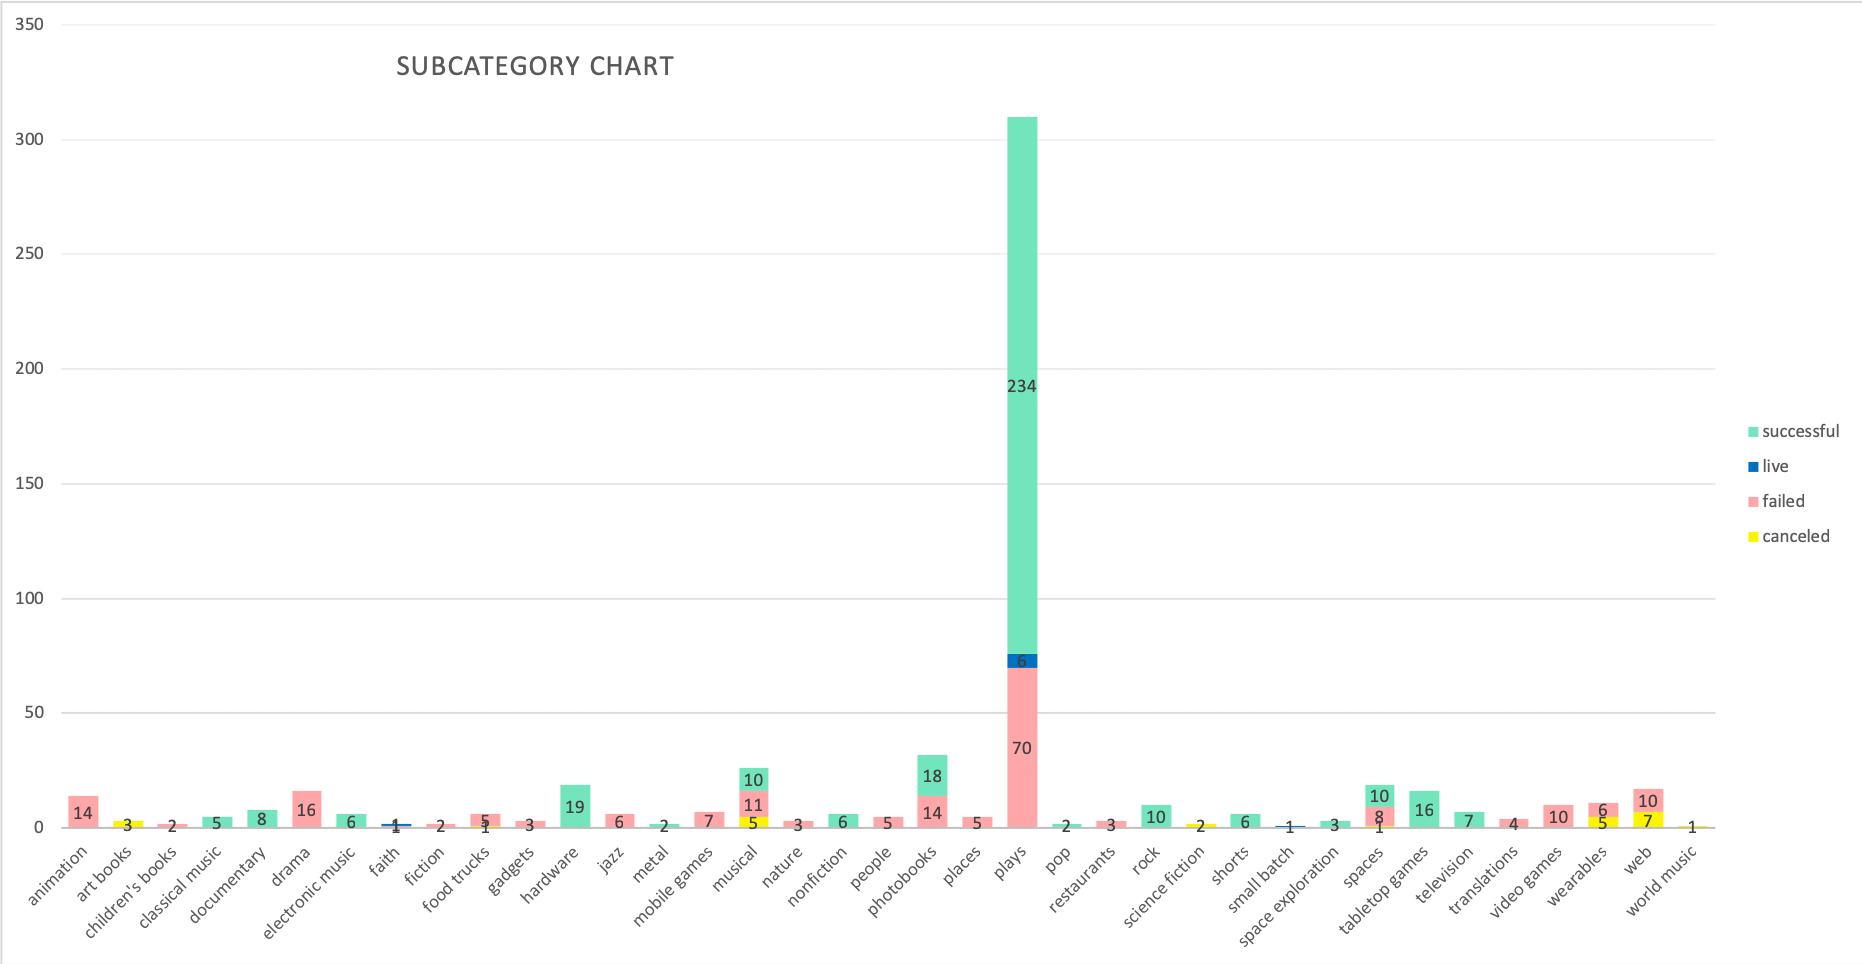 SUBCATEGORY CHART
350
300
250
200
150
100
50
0
14
3
2
5
8
16
6
1
1
2
5
1
3
19
6
2
7
10
11
5
3
6
5
18
14
5
234
6
70
2
3
10
2
6
1
3
10
8
1
16
7
4
10
6
5
10
7
1
animation
art books
children's books
classical music
documentary
drama
electronic music
faith
fiction
food trucks
gadgets
hardware
jazz
metal
mobile games
musical
nature
nonfiction
people
photobooks
places
plays
pop
restaurants
rock
science fiction
shorts
small batch
space exploration
spaces
tabletop games
television
translations
video games
wearables
web
world music
successful
live
failed
canceled